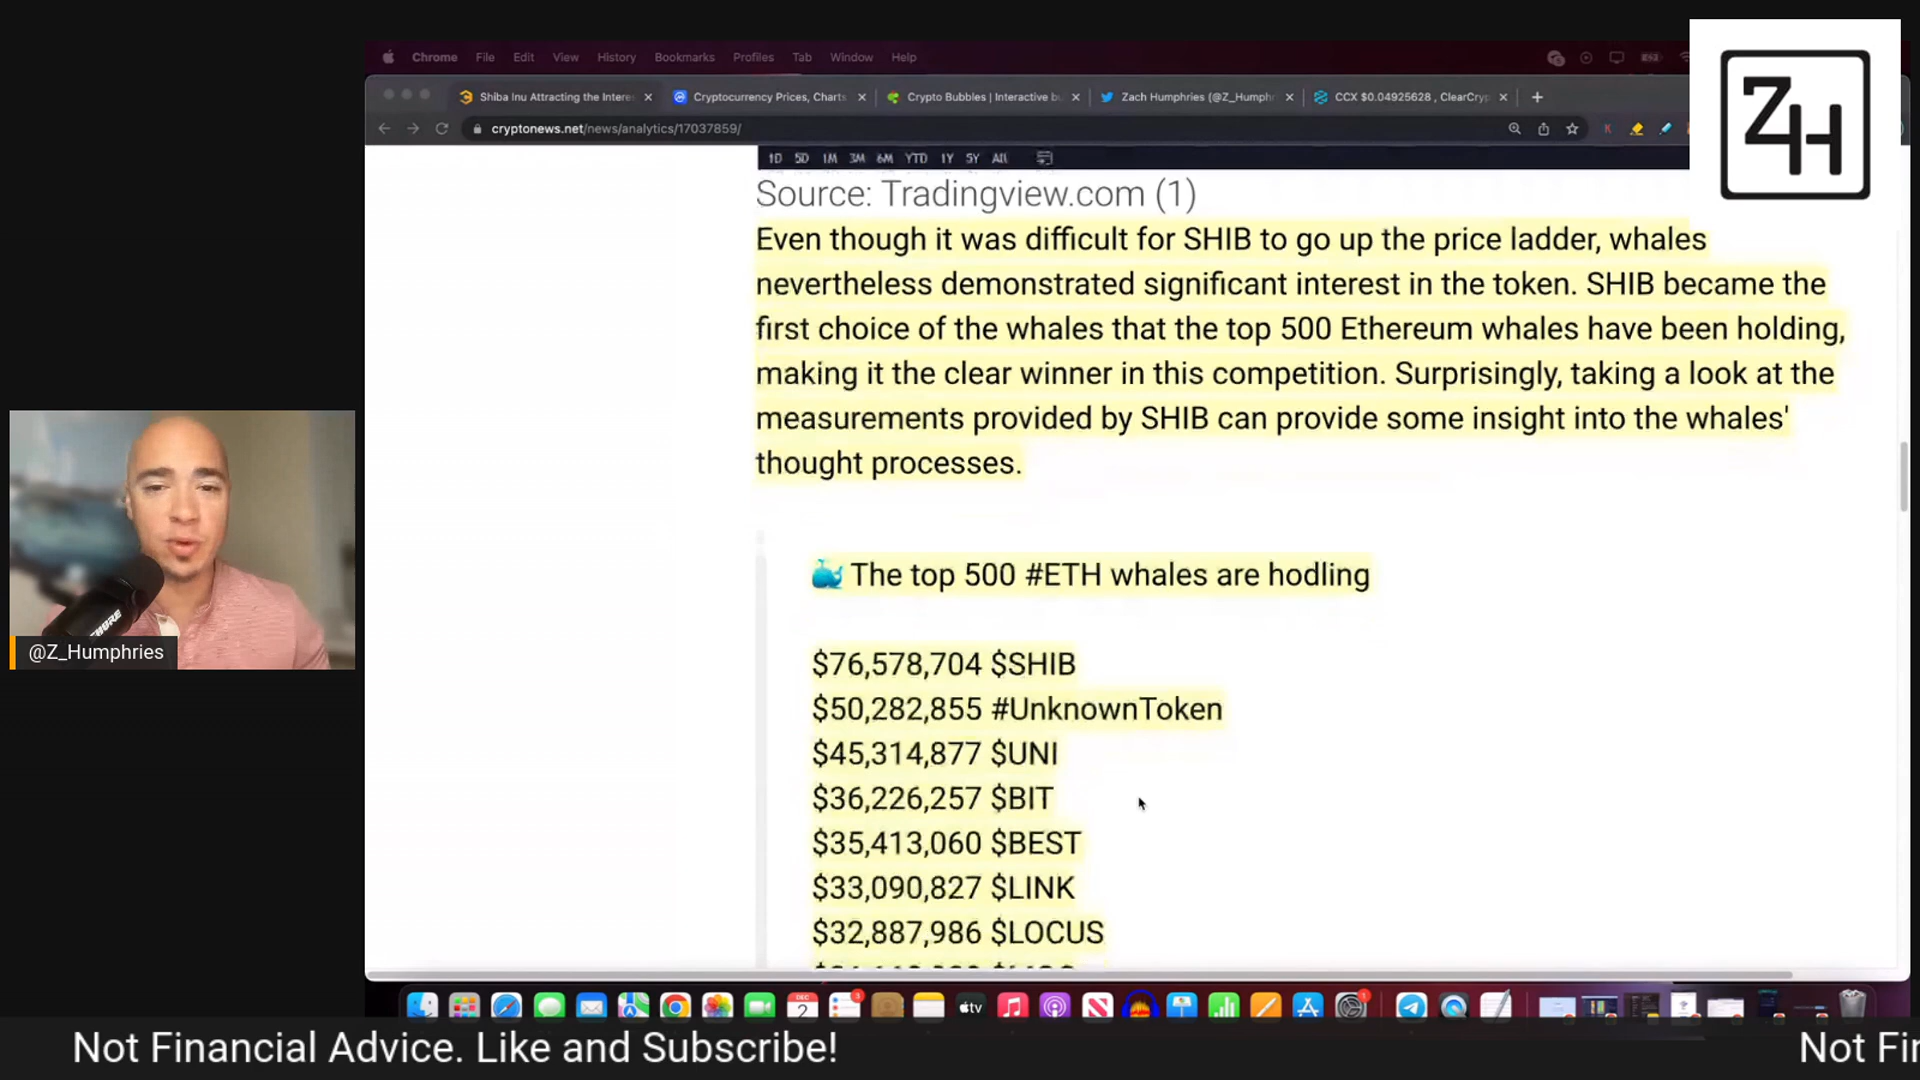 Chrome File Edit View History Bookmarks Profiles Tab Window Help
Shiba Inu Attracting the Intere
Cryptocurrency Prices, Charts
Crypto Bubbles | Interactive bu
Zach Humphries (@Z_Humph
CCX $0.04925628 , ClearCryp
cryptonews.net/news/analytics/17037859/
ZH
1D 5D 1M 3M 6M YTD 1Y 5Y All
Source: Tradingview.com (1)
Even though it was difficult for SHIB to go up the price ladder, whales
nevertheless demonstrated significant interest in the token. SHIB became the
first choice of the whales that the top 500 Ethereum whales have been holding,
making it the clear winner in this competition. Surprisingly, taking a look at the
measurements provided by SHIB can provide some insight into the whales'
thought processes.
The top 500 #ETH whales are hodling
$76,578,704 $SHIB
$50,282,855 #UnknownToken
$45,314,877 $UNI
$36,226,257 $BIT
$35,413,060 $BEST
$33,090,827 $LINK
$32,887,986 $LOCUS
SHURE
@Z_Humphries
DEC
2
3
tv
1
Not Financial Advice. Like and Subscribe!
Not Fi